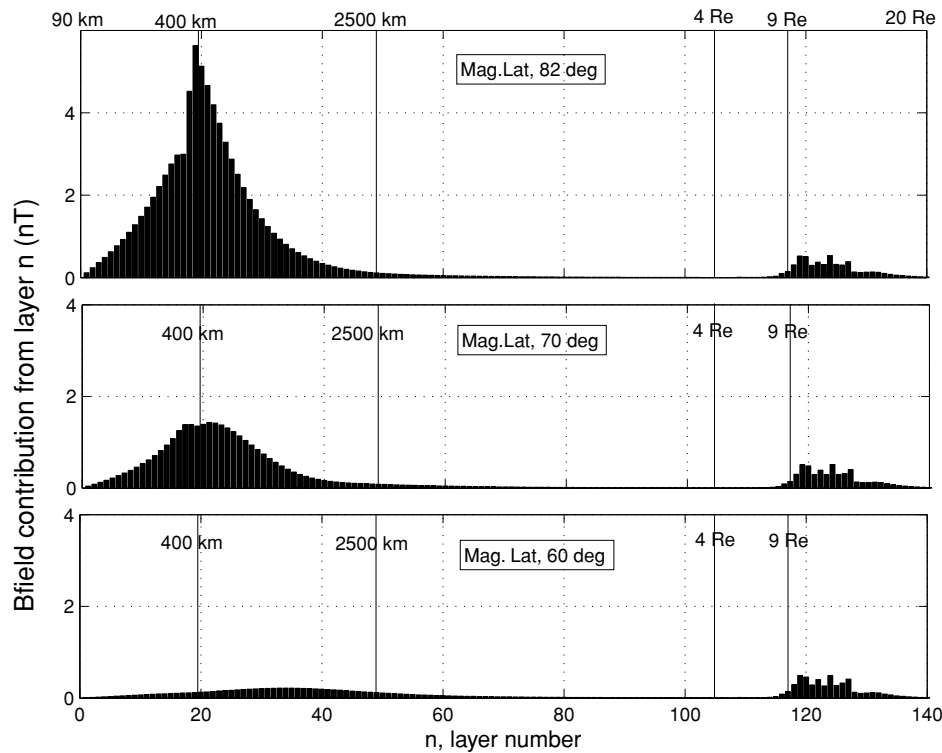 90 km 400 km 2500 km 4 Re 9 Re 20 Re
Mag.Lat, 82 deg
4
2
0
4
400 km 2500 km Mag.Lat, 70 deg 4 Re 9 Re
2
0
4
400 km 2500 km Mag. Lat, 60 deg 4 Re 9 Re
2
0
0 20 40 60 80 100 120 140
n, layer number
Bfield contribution from layer n (nT)